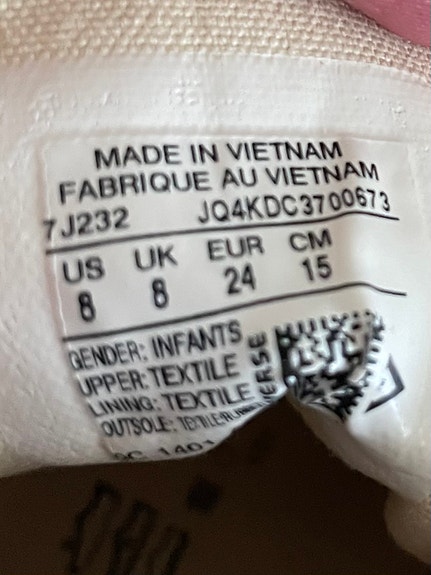 MADE IN VIETNAM
FABRIQUE AU VIETNAM
7J232 JQ4KDC3700673
US UK EUR CM
8 8 24 15
GENDER: INFANTS
UPPER: TEXTILE
LINING: TEXTILE
OUTSOLE:
1401